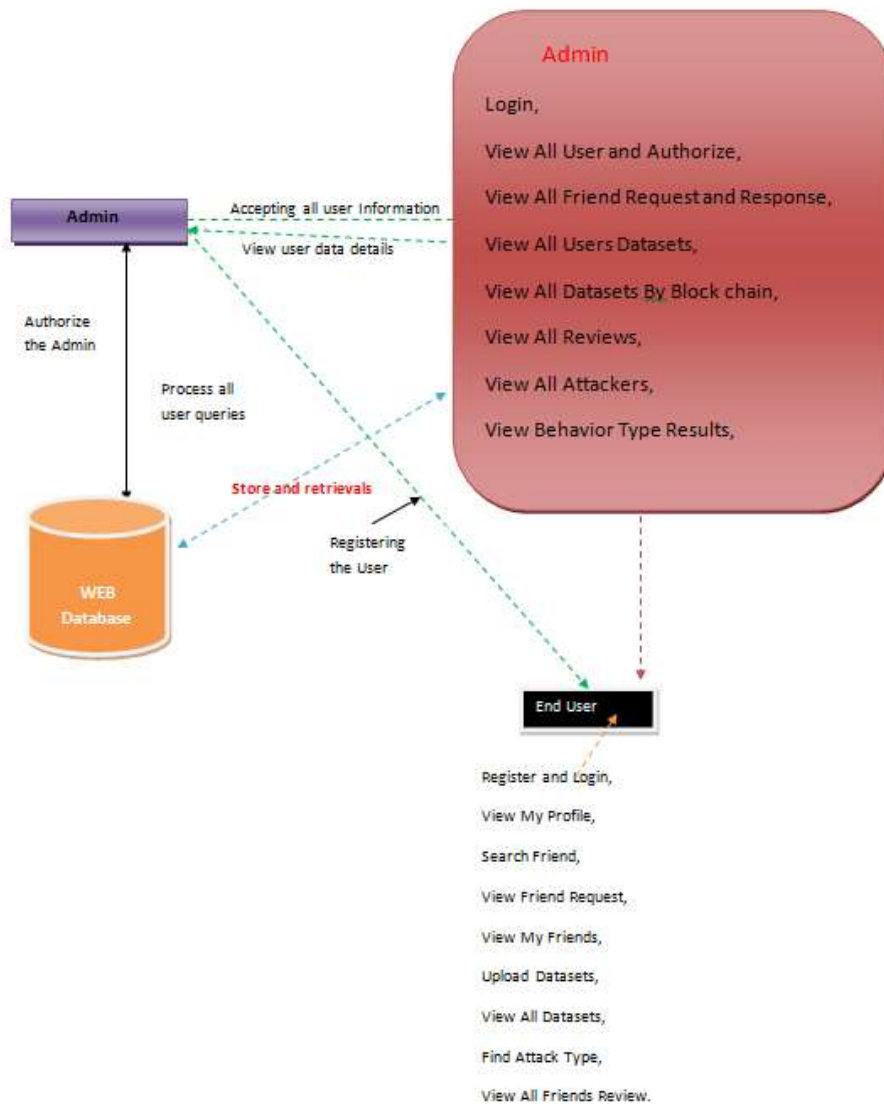 Admin
Login,
View All User and Authorize,
View All Friend Request and Response,
View All Users Datasets,
View All Datasets By Block chain,
View All Reviews,
View All Attackers,
View Behavior Type Results,
Admin
Accepting all user Information
View user data details
Authorize
the Admin
Process all
user queries
Store and retrievals
Registering
the User
WEB
Database
End User
Register and Login,
View My Profile,
Search Friend,
View Friend Request,
View My Friends,
Upload Datasets,
View All Datasets,
Find Attack Type,
View All Friends Review.